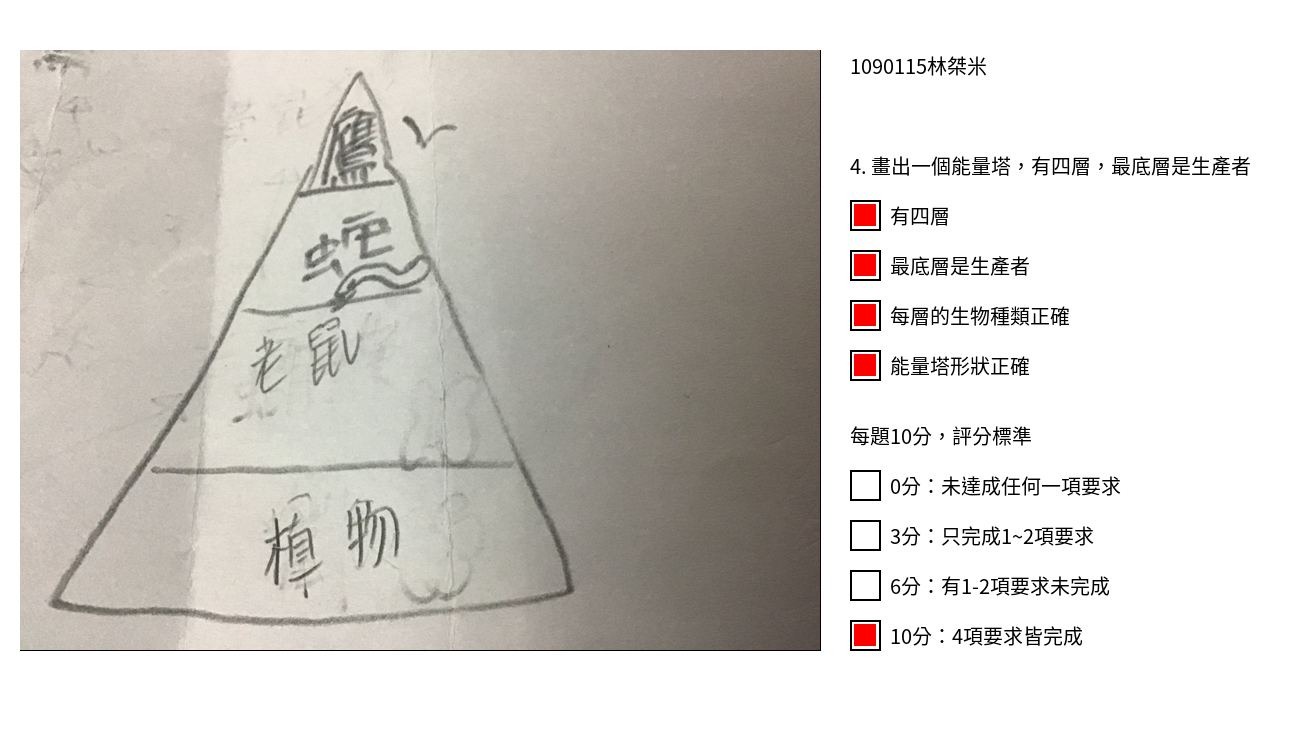 鷹
蛇
老鼠
植物
1090115林桀米
4. 畫出一個能量塔，有四層，最底層是生產者
有四層
最底層是生產者
每層的生物種類正確
能量塔形狀正確
每題10分，評分標準
0分：未達成任何一項要求
3分：只完成1~2項要求
6分：有1-2項要求未完成
10分：4項要求皆完成